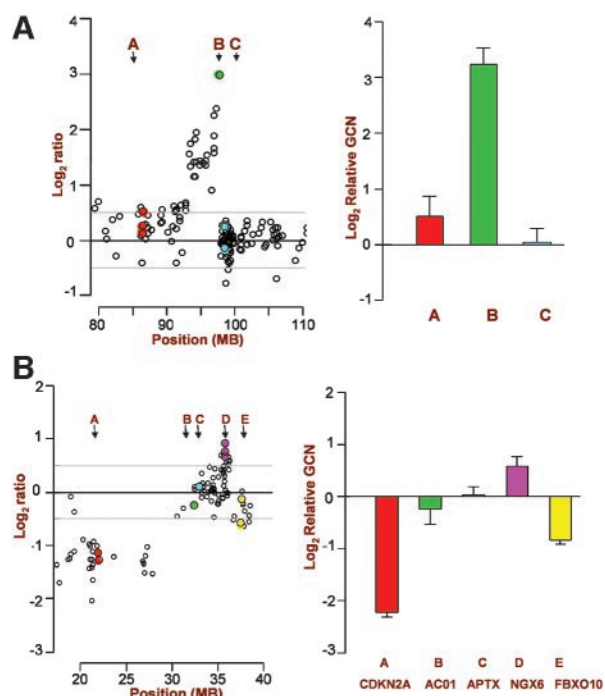 A
A B C
4
3
2
1
0
-1
Log2 ratio
80 90 100 110
Position (MB)
4
3
2
1
0
-1
Log2 Relative GCN
A B C
B
A B C D E
2
1
0
-1
-2
-3
Log2 ratio
20 25 30 35 40
Position (MB)
2
1
0
-1
-2
-3
Log2 Relative GCN
A B C D E
CDKN2A AC01 APTX NGX6 FBXO10